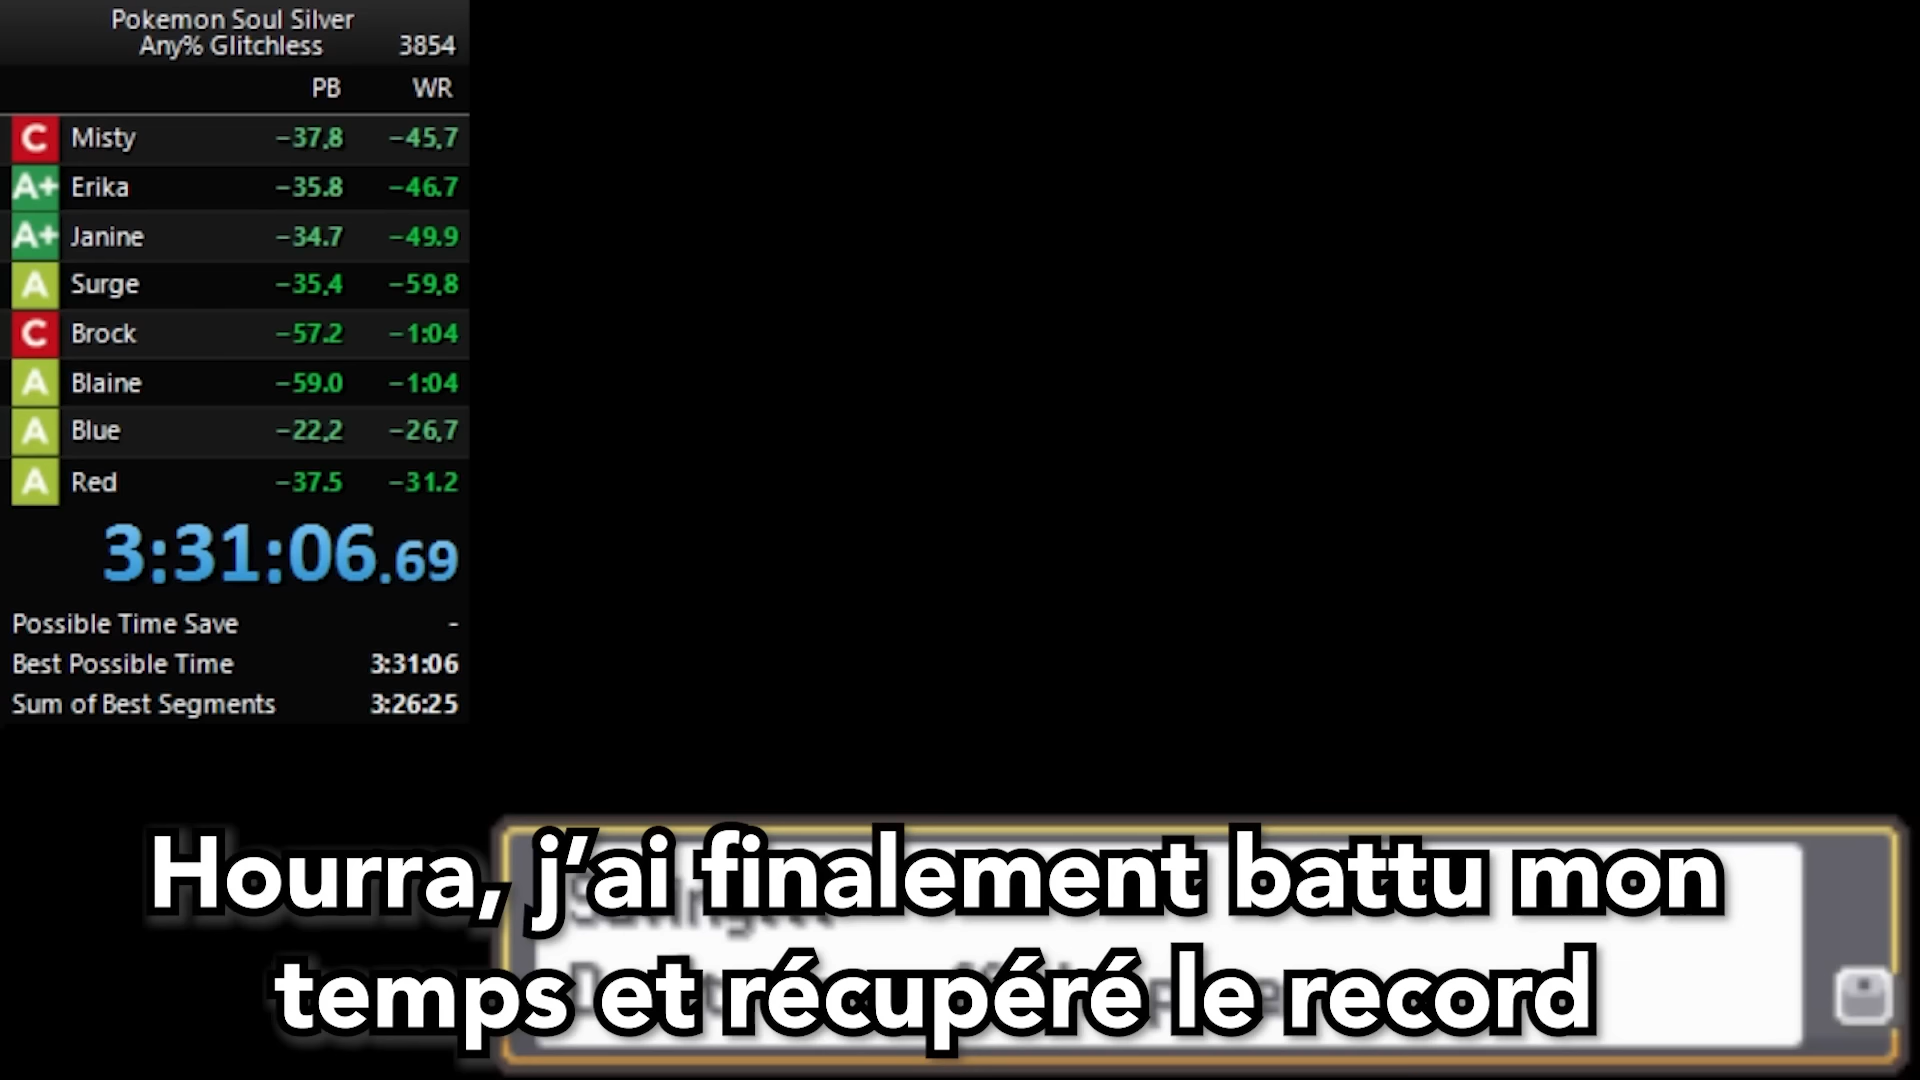 Pokemon Soul Silver
Any% Glitchless 3854
PB WR
C Misty −37.8 −45.7
A+ Erika −35.8 −46.7
A+ Janine −34.7 −49.9
A Surge −35.4 −59.8
C Brock −57.2 −1:04
A Blaine −59.0 −1:04
A Blue −22.2 −26.7
A Red −37.5 −31.2
3:31:06.69
Possible Time Save -
Best Possible Time 3:31:06
Sum of Best Segments 3:26:25
Hourra, j’ai finalement battu mon
temps et récupéré le record